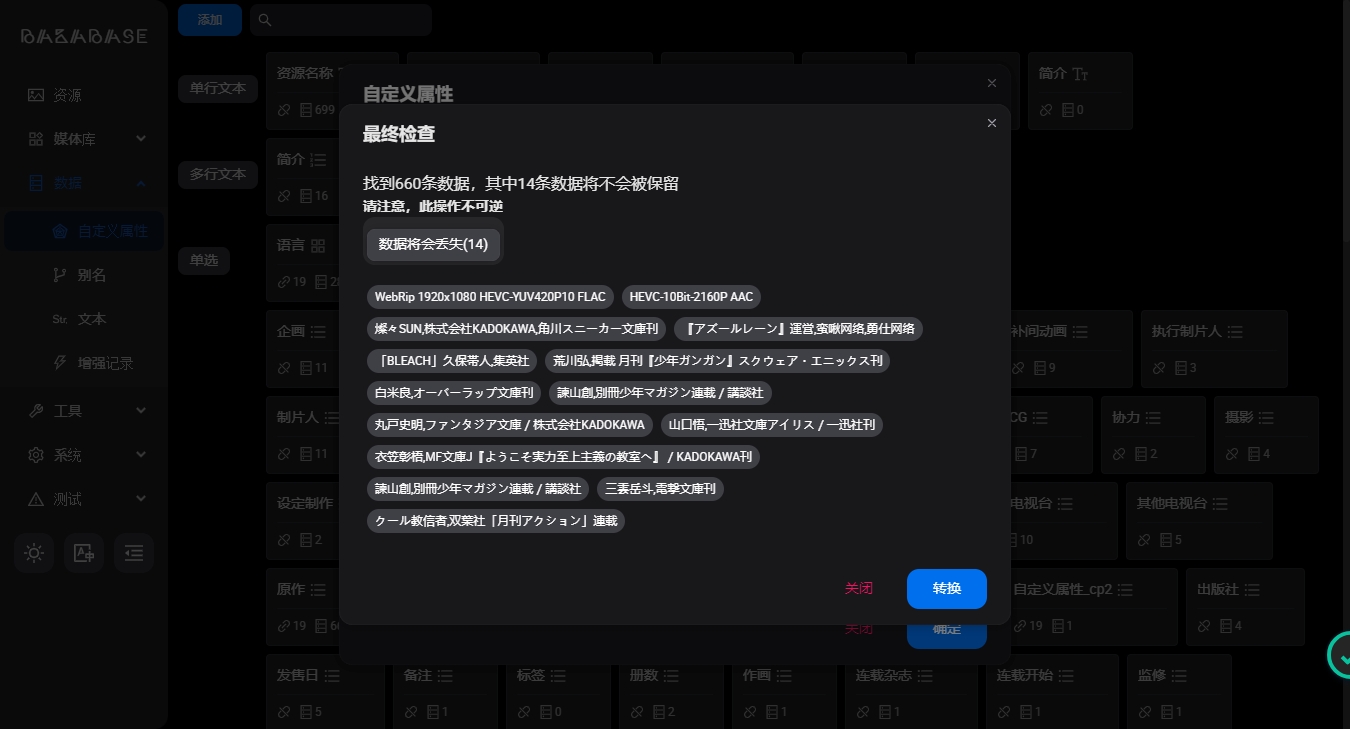 BAZABASE
添加
资源
媒体库
数据
自定义属性
别名
Str. 文本
增强记录
工具
系统
测试
单行文本
资源名称
699
简介
0
多行文本
简介
16
单选
语言
19
企画
11
补间动画
9
执行制片人
3
制片人
11
CG
7
协力
2
摄影
4
设定制作
2
电视台
10
其他电视台
5
原作
19
自定义属性_cp2
19 1
出版社
4
发售日
5
备注
1
标签
0
册数
2
作画
1
连载杂志
1
连载开始
1
监修
1
自定义属性
最终检查
找到660条数据，其中14条数据将不会被保留
请注意，此操作不可逆
数据将会丢失(14)
WebRip 1920x1080 HEVC-YUV420P10 FLAC
HEVC-10Bit-2160P AAC
燦々SUN,株式会社KADOKAWA,角川スニーカー文庫刊
『アズールレーン』運営,蛮啾网络,勇仕网络
「BLEACH」久保帯人,集英社
荒川弘,掲載 月刊『少年ガンガン』スクウェア・エニックス刊
白米良,オーバーラップ文庫刊
諫山創,別冊少年マガジン連載 / 講談社
丸戸史明,ファンタジア文庫 / 株式会社KADOKAWA
山口悟,一迅社文庫アイリス / 一迅社刊
衣笠彰梧,MF文庫J『ようこそ実力至上主義の教室へ』 / KADOKAWA刊
諫山創,別冊少年マガジン連載 / 講談社
三雲岳斗,電撃文庫刊
クール教信者,双葉社「月刊アクション」連載
关闭
转换
关闭
确定